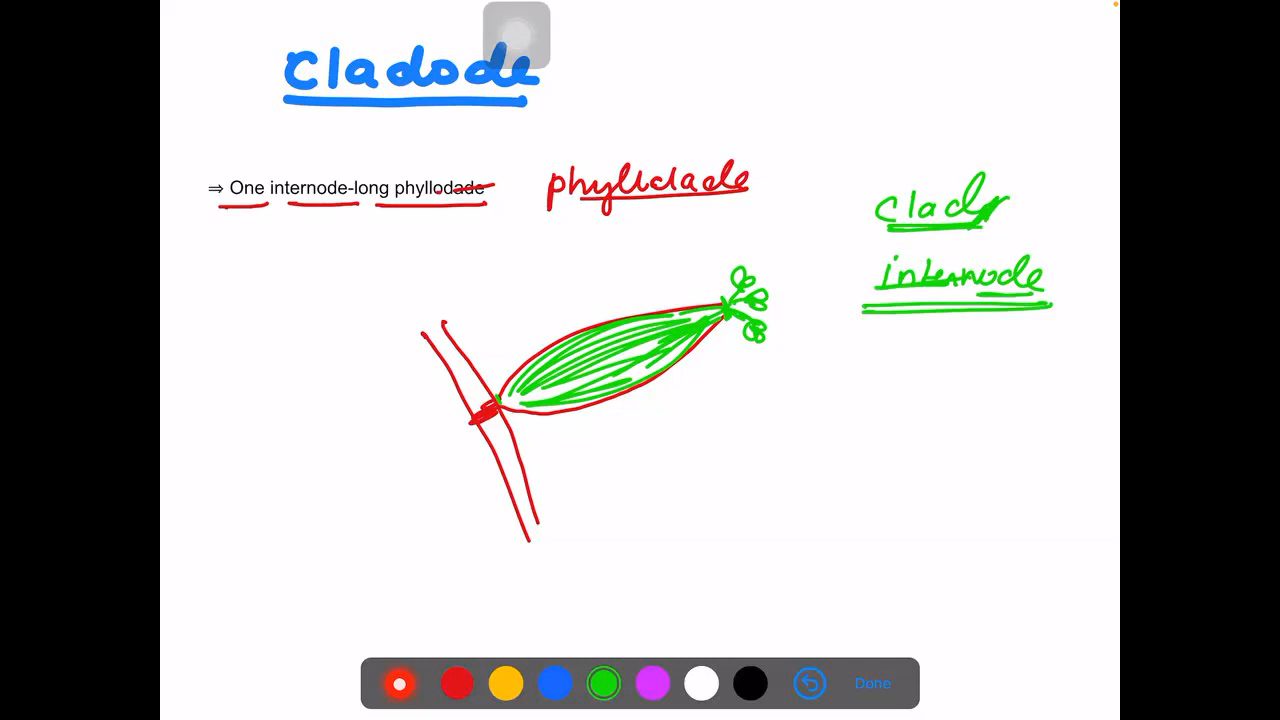 Cladode
⇒ One internode-long phyllodade
phylloclade
clad
internode
Done